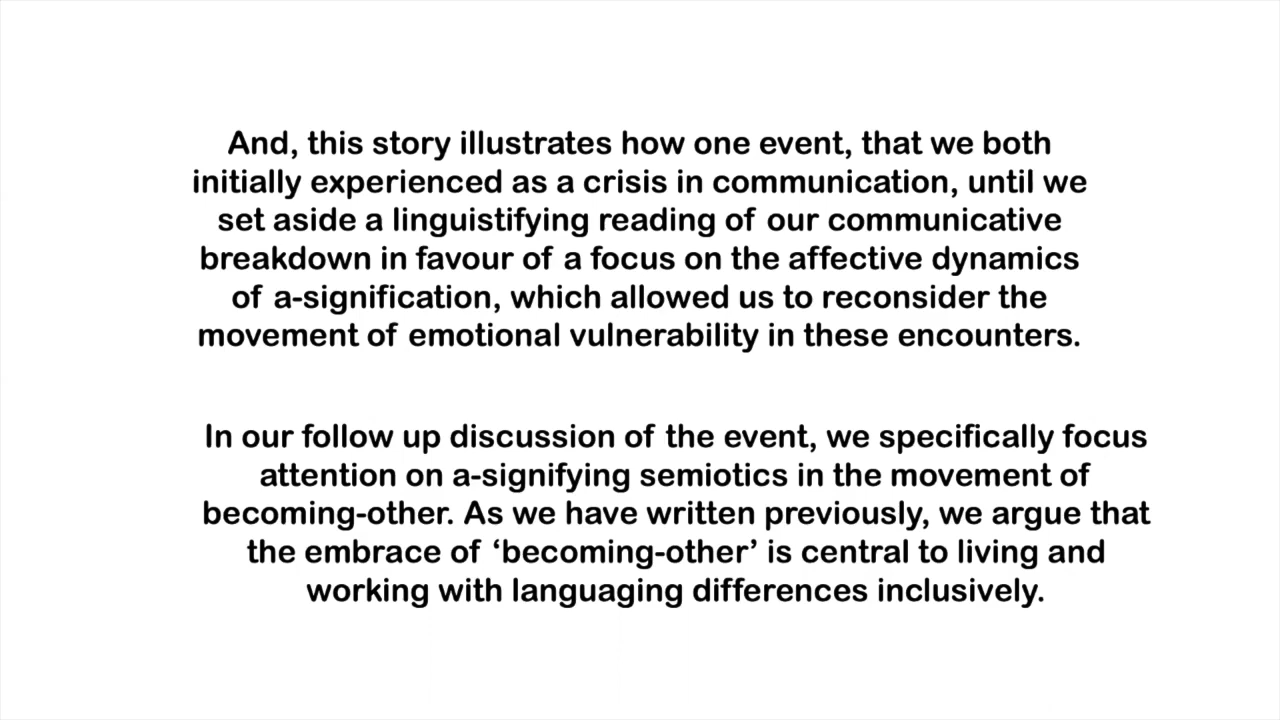 And, this story illustrates how one event, that we both
initially experienced as a crisis in communication, until we
set aside a linguistifying reading of our communicative
breakdown in favour of a focus on the affective dynamics
of a-signification, which allowed us to reconsider the
movement of emotional vulnerability in these encounters.
In our follow up discussion of the event, we specifically focus
attention on a-signifying semiotics in the movement of
becoming-other. As we have written previously, we argue that
the embrace of ‘becoming-other’ is central to living and
working with languaging differences inclusively.